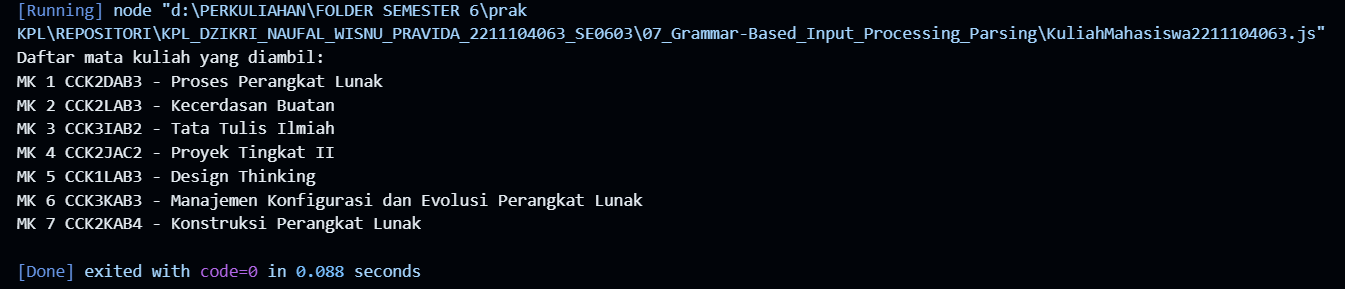 [Running] node "d:\PERKULIAHAN\FOLDER SEMESTER 6\prak
KPL\REPOSITORI\KPL_DZIKRI_NAUFAL_WISNU_PRAVIDA_2211104063_SE0603\07_Grammar-Based_Input_Processing_Parsing\KuliahMahasiswa2211104063.js"
Daftar mata kuliah yang diambil:
MK 1 CCK2DAB3 - Proses Perangkat Lunak
MK 2 CCK2LAB3 - Kecerdasan Buatan
MK 3 CCK3IAB2 - Tata Tulis Ilmiah
MK 4 CCK2JAC2 - Proyek Tingkat II
MK 5 CCK1LAB3 - Design Thinking
MK 6 CCK3KAB3 - Manajemen Konfigurasi dan Evolusi Perangkat Lunak
MK 7 CCK2KAB4 - Konstruksi Perangkat Lunak
[Done] exited with code=0 in 0.088 seconds